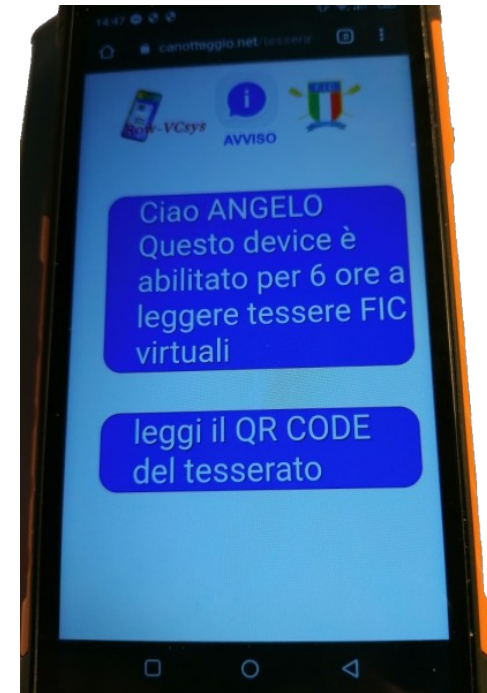 14:47
canottaggio.net/tessera
Row-VCsys
AVVISO
Ciao ANGELO
Questo device è
abilitato per 6 ore a
leggere tessere FIC
virtuali
leggi il QR CODE
del tesserato